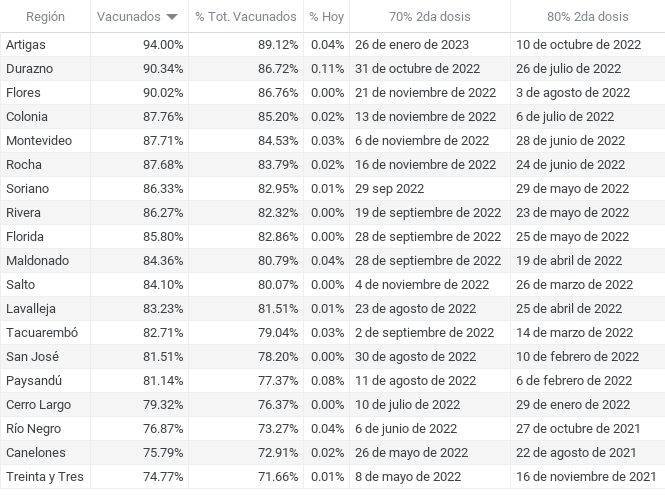 Región Vacunados % Tot. Vacunados % Hoy 70% 2da dosis 80% 2da dosis
Artigas 94.00% 89.12% 0.04% 26 de enero de 2023 10 de octubre de 2022
Durazno 90.34% 86.72% 0.11% 31 de octubre de 2022 26 de julio de 2022
Flores 90.02% 86.76% 0.00% 21 de noviembre de 2022 3 de agosto de 2022
Colonia 87.76% 85.20% 0.02% 13 de noviembre de 2022 6 de julio de 2022
Montevideo 87.71% 84.53% 0.03% 6 de noviembre de 2022 28 de junio de 2022
Rocha 87.68% 83.79% 0.02% 16 de noviembre de 2022 24 de junio de 2022
Soriano 86.33% 82.95% 0.01% 29 sep 2022 29 de mayo de 2022
Rivera 86.27% 82.32% 0.00% 19 de septiembre de 2022 23 de mayo de 2022
Florida 85.80% 82.86% 0.00% 28 de septiembre de 2022 25 de mayo de 2022
Maldonado 84.36% 80.79% 0.04% 28 de septiembre de 2022 19 de abril de 2022
Salto 84.10% 80.07% 0.00% 4 de noviembre de 2022 26 de marzo de 2022
Lavalleja 83.23% 81.51% 0.01% 23 de agosto de 2022 25 de abril de 2022
Tacuarembó 82.71% 79.04% 0.03% 2 de septiembre de 2022 14 de marzo de 2022
San José 81.51% 78.20% 0.00% 30 de agosto de 2022 10 de febrero de 2022
Paysandú 81.14% 77.37% 0.08% 11 de agosto de 2022 6 de febrero de 2022
Cerro Largo 79.32% 76.37% 0.00% 10 de julio de 2022 29 de enero de 2022
Río Negro 76.87% 73.27% 0.04% 6 de junio de 2022 27 de octubre de 2021
Canelones 75.79% 72.91% 0.02% 26 de mayo de 2022 22 de agosto de 2021
Treinta y Tres 74.77% 71.66% 0.01% 8 de mayo de 2022 16 de noviembre de 2021